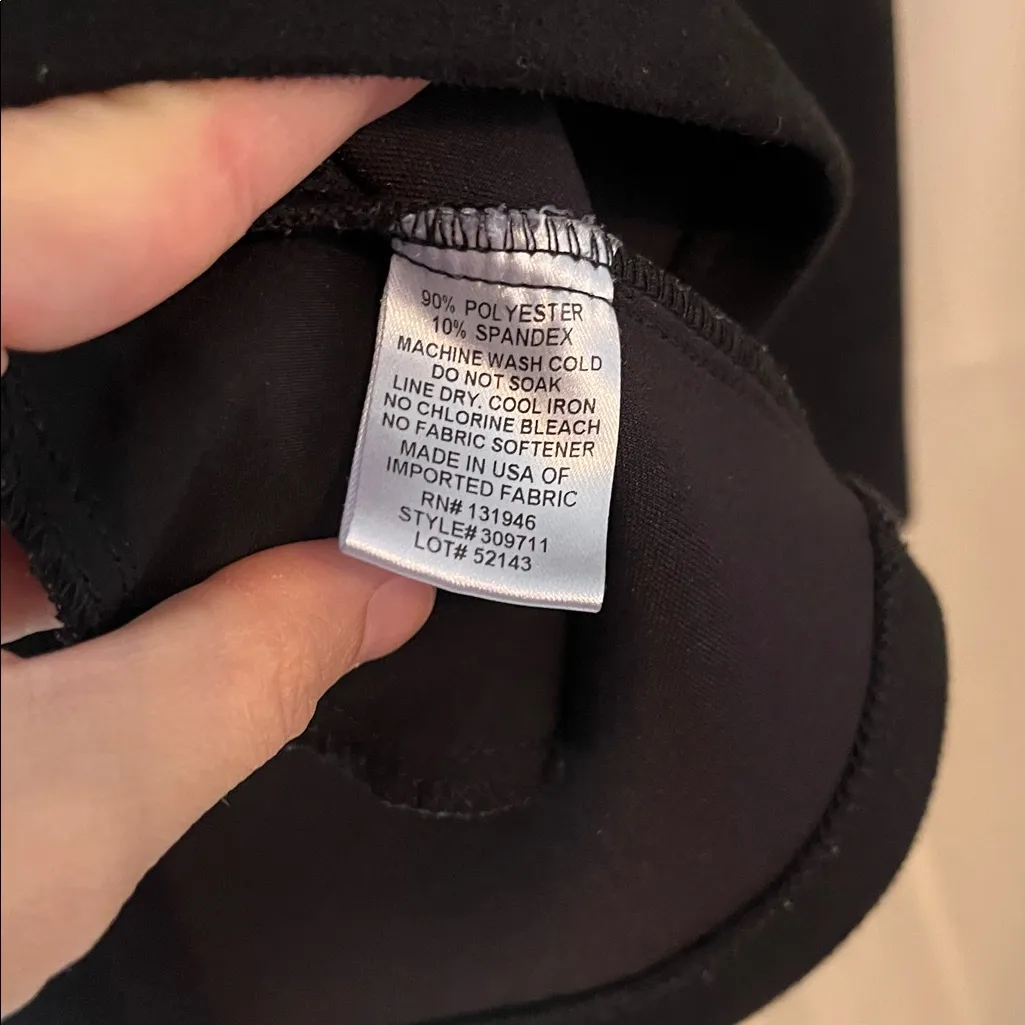 90% POLYESTER
10% SPANDEX
MACHINE WASH COLD
DO NOT SOAK
LINE DRY. COOL IRON
NO CHLORINE BLEACH
NO FABRIC SOFTENER
MADE IN USA OF
IMPORTED FABRIC
RN# 131946
STYLE# 309711
LOT# 52143